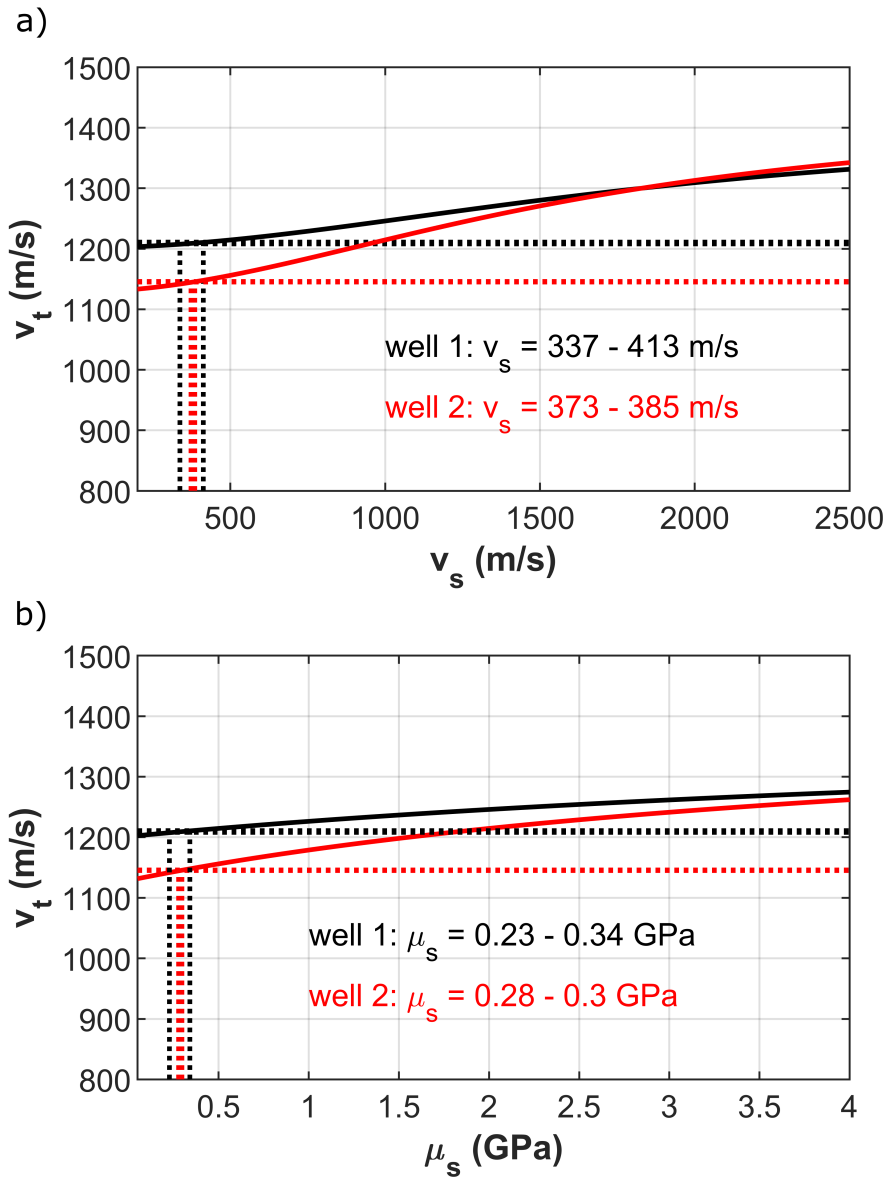 a)
1500
1400
1300
1200
1100
1000
900
800
v_t (m/s)
well 1: v_s = 337 - 413 m/s
well 2: v_s = 373 - 385 m/s
500 1000 1500 2000 2500
v_s (m/s)
b)
1500
1400
1300
1200
1100
1000
900
800
v_t (m/s)
well 1: μ_s = 0.23 - 0.34 GPa
well 2: μ_s = 0.28 - 0.3 GPa
0.5 1 1.5 2 2.5 3 3.5 4
μ_s (GPa)